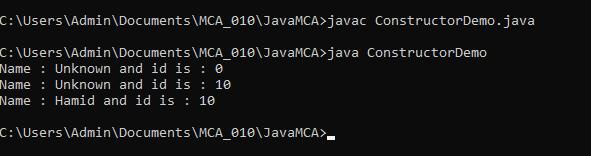 C:\Users\Admin\Documents\MCA_010\JavaMCA>javac ConstructorDemo.java
C:\Users\Admin\Documents\MCA_010\JavaMCA>java ConstructorDemo
Name : Unknown and id is : 0
Name : Unknown and id is : 10
Name : Hamid and id is : 10
C:\Users\Admin\Documents\MCA_010\JavaMCA>